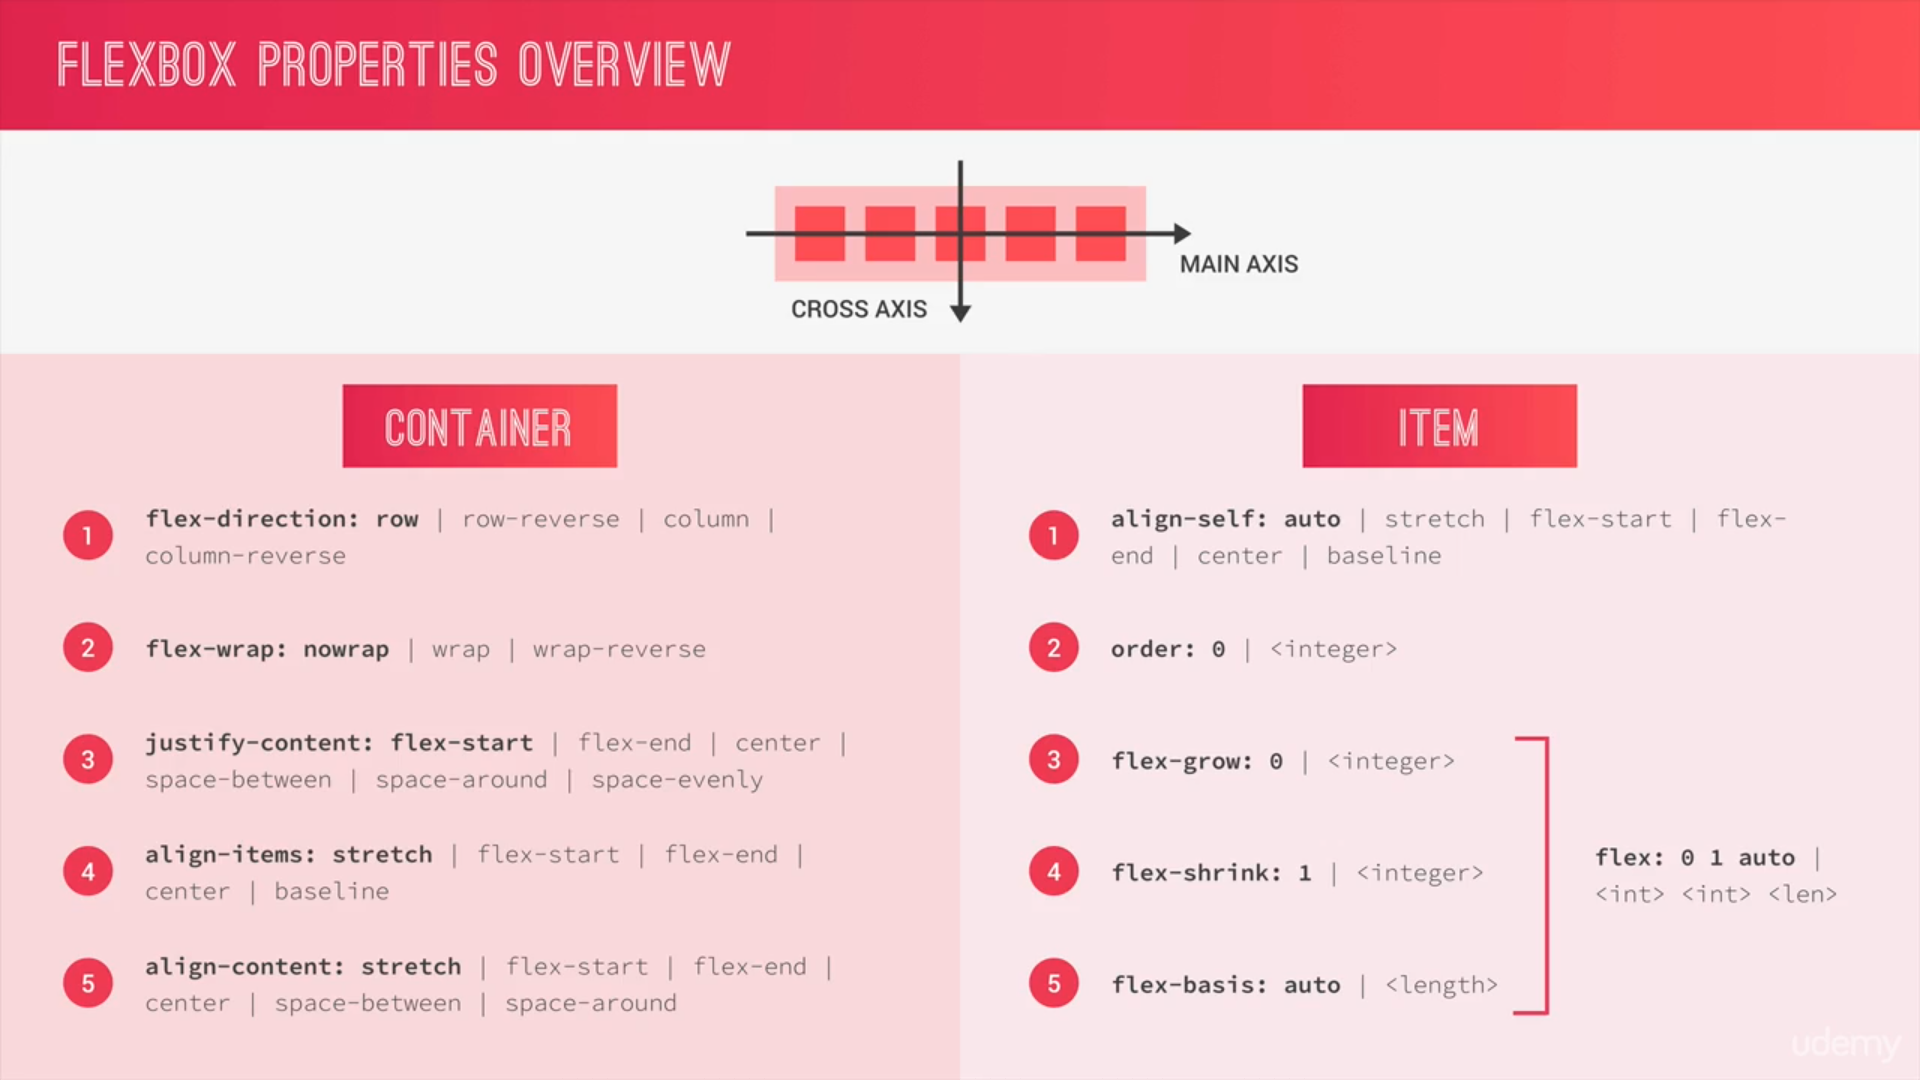 FLEXBOX PROPERTIES OVERVIEW
MAIN AXIS
CROSS AXIS
CONTAINER
1
flex-direction: row | row-reverse | column |
column-reverse
2
flex-wrap: nowrap | wrap | wrap-reverse
3
justify-content: flex-start | flex-end | center |
space-between | space-around | space-evenly
4
align-items: stretch | flex-start | flex-end |
center | baseline
5
align-content: stretch | flex-start | flex-end |
center | space-between | space-around
ITEM
1
align-self: auto | stretch | flex-start | flex-
end | center | baseline
2
order: 0 | <integer>
3
flex-grow: 0 | <integer>
4
flex-shrink: 1 | <integer>
5
flex-basis: auto | <length>
flex: 0 1 auto |
<int> <int> <len>
udemy